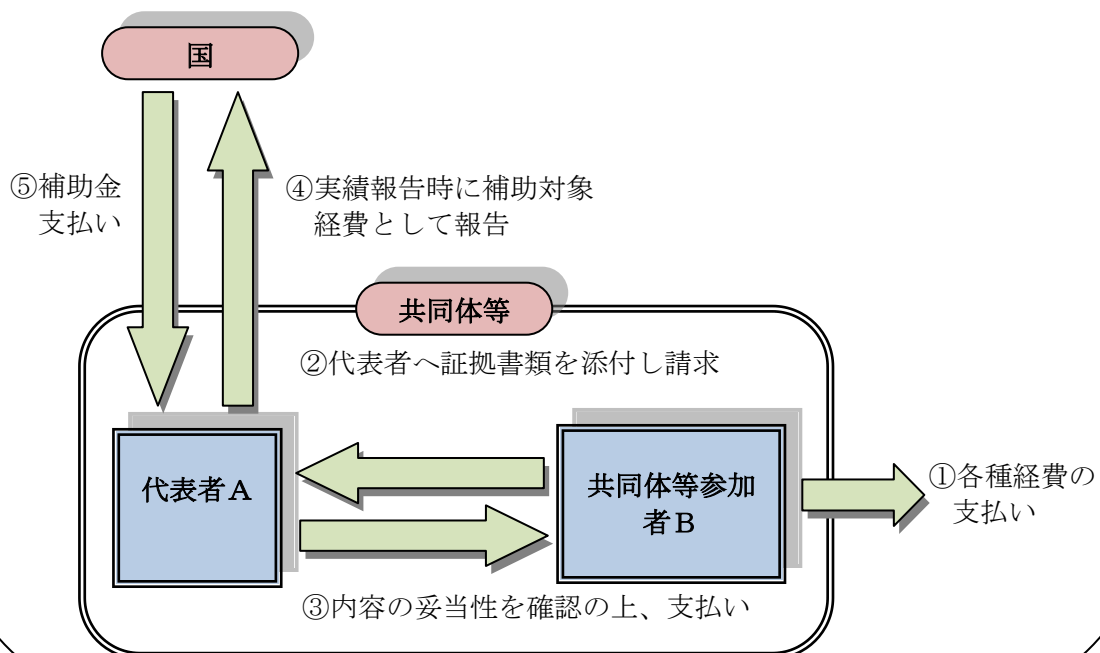 国
⑤補助金
支払い
④実績報告時に補助対象
経費として報告
共同体等
②代表者へ証拠書類を添付し請求
代表者A
共同体等参加
者B
①各種経費の
支払い
③内容の妥当性を確認の上、支払い